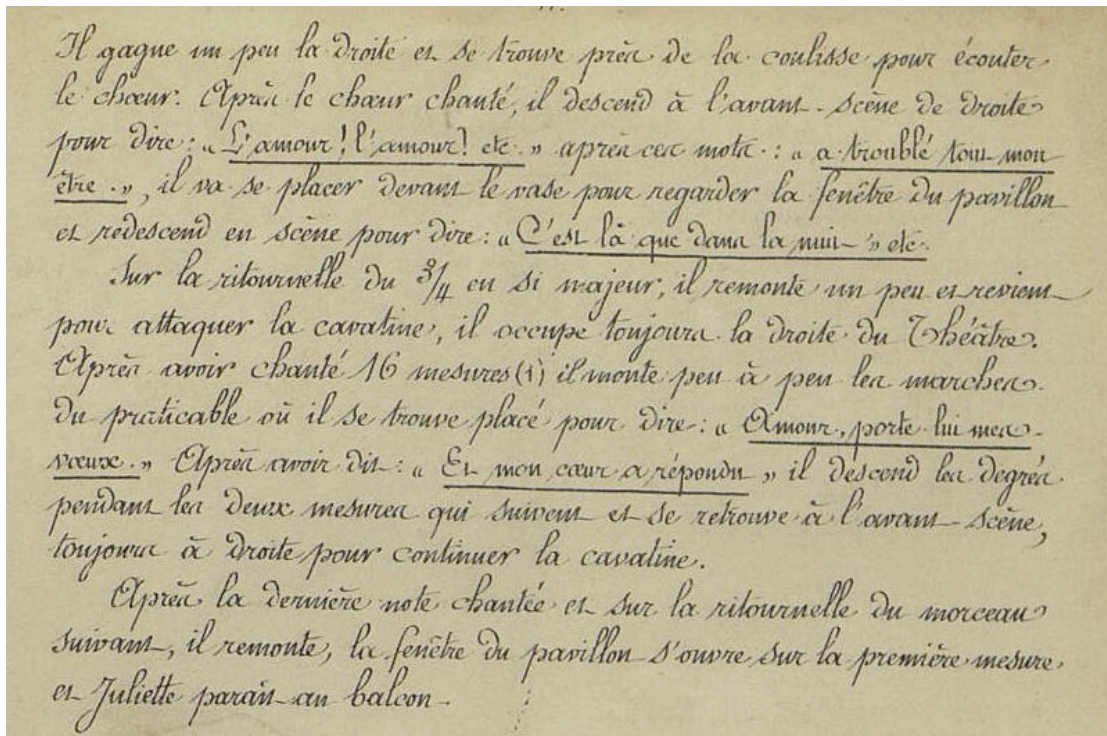 Il gagne un peu la droite et se trouve près de la coulisse pour écouter
le chœur. Après le chœur chanté, il descend à l'avant-scène de droite
pour dire : « L'amour ! l'amour ! etc. » après ces mots : « a troublé tout mon
être. », il va se placer devant le vase pour regarder la fenêtre du pavillon
et redescend en scène pour dire : « C'est là que dans la nuit » etc.
Sur la ritournelle du 3/4 en si majeur, il remonte un peu et revient
pour attaquer la cavatine, il occupe toujours la droite du Théâtre.
Après avoir chanté 16 mesures (1) il monte peu à peu les marches
du praticable où il se trouve placé pour dire : « Amour, porte lui mes
vœux. » Après avoir dit : « Et mon cœur a répondu » il descend les degrés
pendant les deux mesures qui suivent et se retrouve à l'avant-scène,
toujours à droite pour continuer la cavatine.
Après la dernière note chantée et sur la ritournelle du morceau
suivant, il remonte, la fenêtre du pavillon s'ouvre sur la première mesure
et Juliette paraît au balcon.